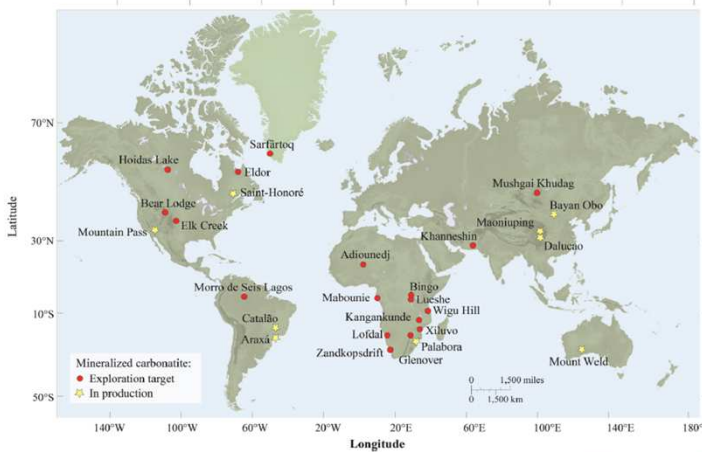 70°N
30°N
10°N
50°S
Latitude
Sarfartoq
Hoidas Lake
Eldor
Saint-Honoré
Bear Lodge
Elk Creek
Mountain Pass
Mushgai Khudag
Bayan Obo
Maoniuping
Dalucao
Khanneshin
Adiounedj
Morro de Seis Lagos
Bingo
Mabounie
Lueshe
Wigu Hill
Kangankunde
Catalão
Araxá
Lofdal
Xiluvo
Palabora
Zandkopsdrift
Glenover
Mount Weld
Mineralized carbonatite:
Exploration target
In production
0 1,500 miles
0 1,500 km
140°W 100°W 60°W 20°W 20°E 60°E 100°E 140°E 180°
Longitude